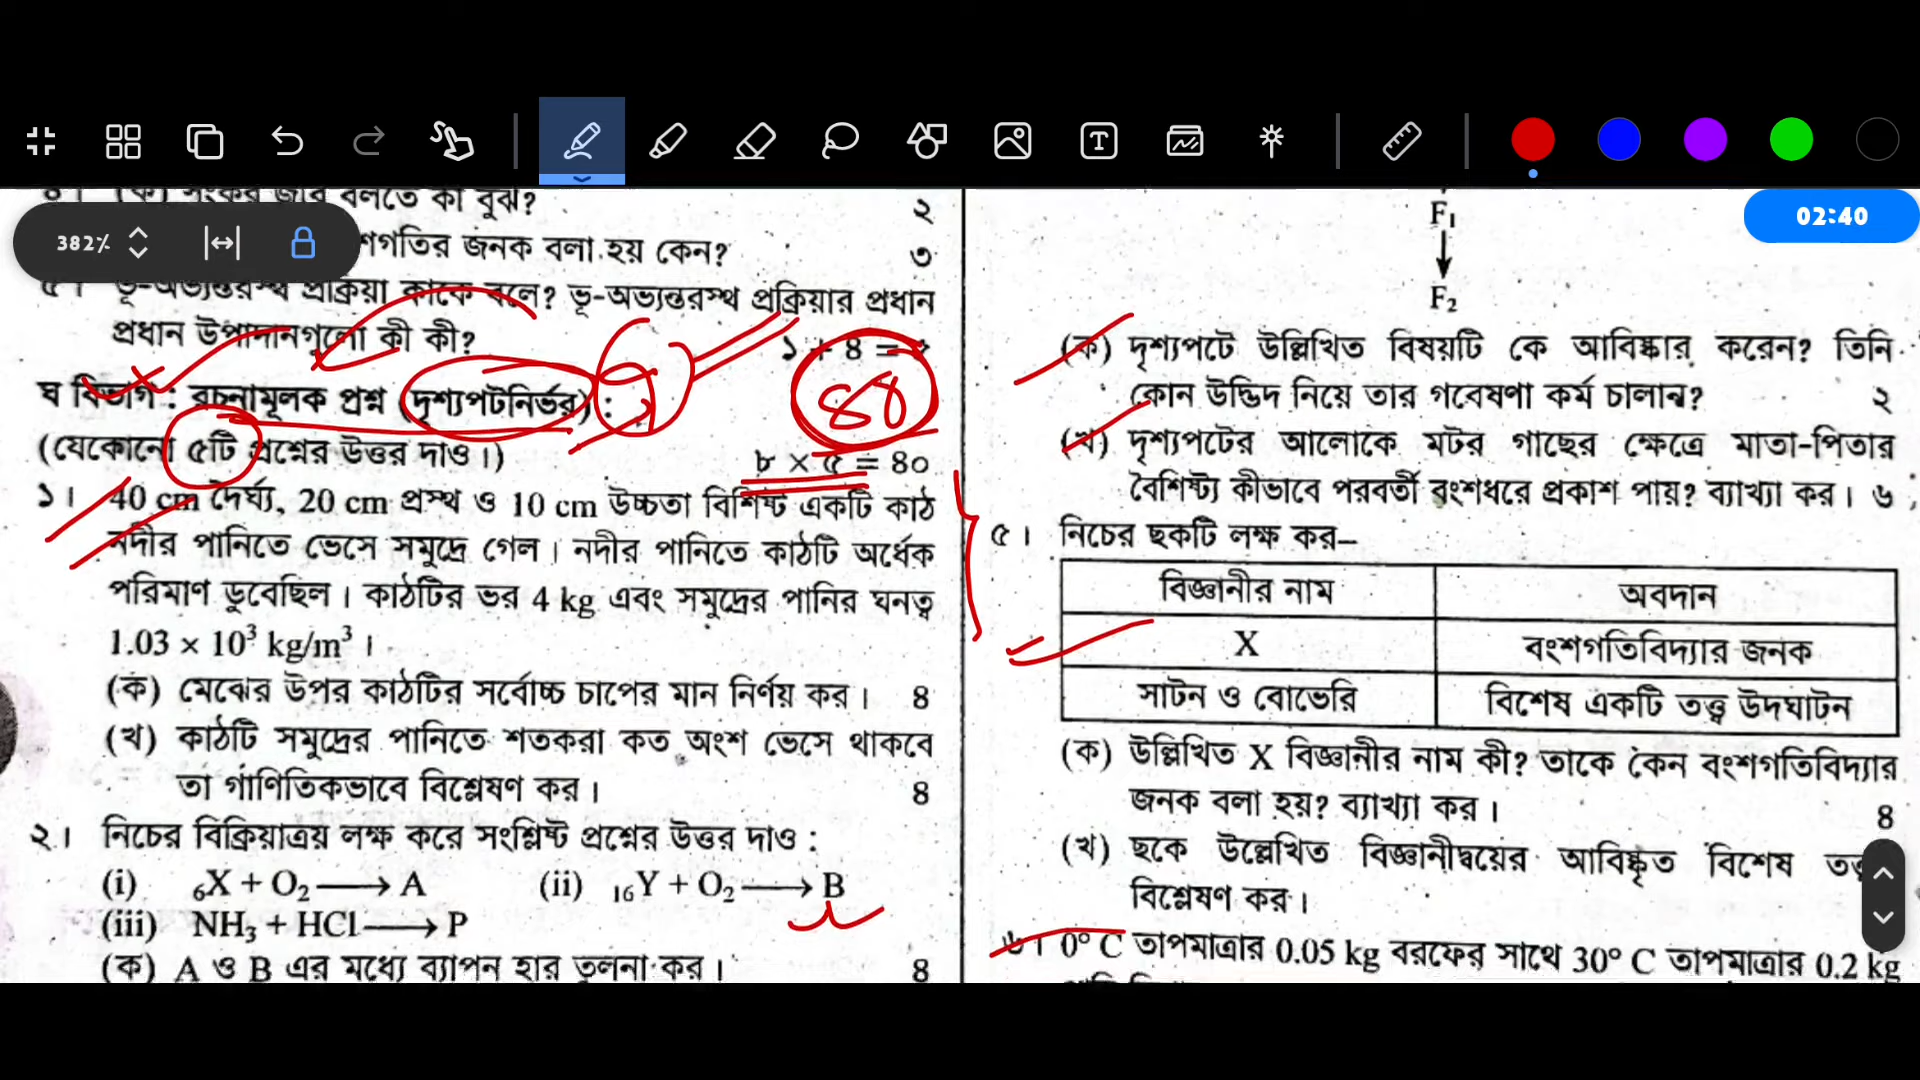 382%
02:40
৪। (ক) সংকর জীব বলতে কী বুঝ? ২
শগতির জনক বলা হয় কেন? ৩
৫। ভূ-অভ্যন্তরস্থ প্রক্রিয়া কাকে বলে? ভূ-অভ্যন্তরস্থ প্রক্রিয়ার প্রধান
প্রধান উপাদানগুলো কী কী? ১ + ৪ =
ঘ বিভাগ : রচনামূলক প্রশ্ন (দৃশ্যপটনির্ভর) :
৪৪
(যেকোনো ৫টি প্রশ্নের উত্তর দাও।) ৮ × ৫ = ৪০
১। 40 cm দৈর্ঘ্য, 20 cm প্রস্থ ও 10 cm উচ্চতা বিশিষ্ট একটি কাঠ
নদীর পানিতে ভেসে সমুদ্রে গেল। নদীর পানিতে কাঠটি অর্ধেক
পরিমাণ ডুবেছিল। কাঠটির ভর 4 kg এবং সমুদ্রের পানির ঘনত্ব
1.03 × 10³ kg/m³ ।
(ক) মেঝের উপর কাঠটির সর্বোচ্চ চাপের মান নির্ণয় কর। ৪
(খ) কাঠটি সমুদ্রের পানিতে শতকরা কত অংশ ভেসে থাকবে
তা গাণিতিকভাবে বিশ্লেষণ কর। ৪
২। নিচের বিক্রিয়াত্রয় লক্ষ করে সংশ্লিষ্ট প্রশ্নের উত্তর দাও :
(i) ₆X + O₂ ⟶ A (ii) ₁₆Y + O₂ ⟶ B
(iii) NH₃ + HCl ⟶ P
(ক) A ও B এর মধ্যে ব্যাপন হার তুলনা কর। ৪
F₁
F₂
(ক) দৃশ্যপটে উল্লিখিত বিষয়টি কে আবিষ্কার করেন? তিনি
কোন উদ্ভিদ নিয়ে তার গবেষণা কর্ম চালান? ২
(খ) দৃশ্যপটের আলোকে মটর গাছের ক্ষেত্রে মাতা-পিতার
বৈশিষ্ট্য কীভাবে পরবর্তী বংশধরে প্রকাশ পায়? ব্যাখ্যা কর। ৬
৫। নিচের ছকটি লক্ষ কর–
বিজ্ঞানীর নাম অবদান
X বংশগতিবিদ্যার জনক
সাটন ও বোভেরি বিশেষ একটি তত্ত্ব উদঘাটন
(ক) উল্লিখিত X বিজ্ঞানীর নাম কী? তাকে কেন বংশগতিবিদ্যার
জনক বলা হয়? ব্যাখ্যা কর। ৪
(খ) ছকে উল্লেখিত বিজ্ঞানীদ্বয়ের আবিষ্কৃত বিশেষ
বিশ্লেষণ কর।
৬। 0° C তাপমাত্রার 0.05 kg বরফের সাথে 30° C তাপমাত্রার 0.2 kg